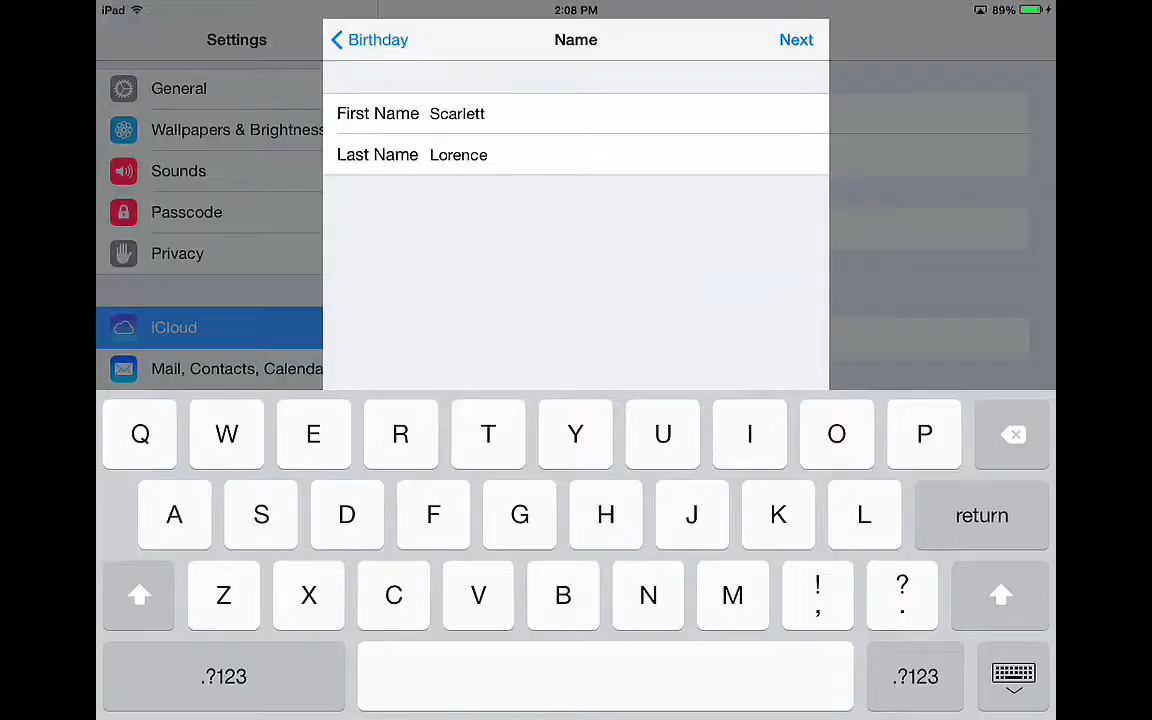 iPad 2:08 PM 89%
Settings Birthday Name Next
General
Wallpapers & Brightness
Sounds
Passcode
Privacy
iCloud
Mail, Contacts, Calenda
First Name Scarlett
Last Name Lorence
Q W E R T Y U I O P
A S D F G H J K L return
Z X C V B N M ! , ? .
.?123 .?123